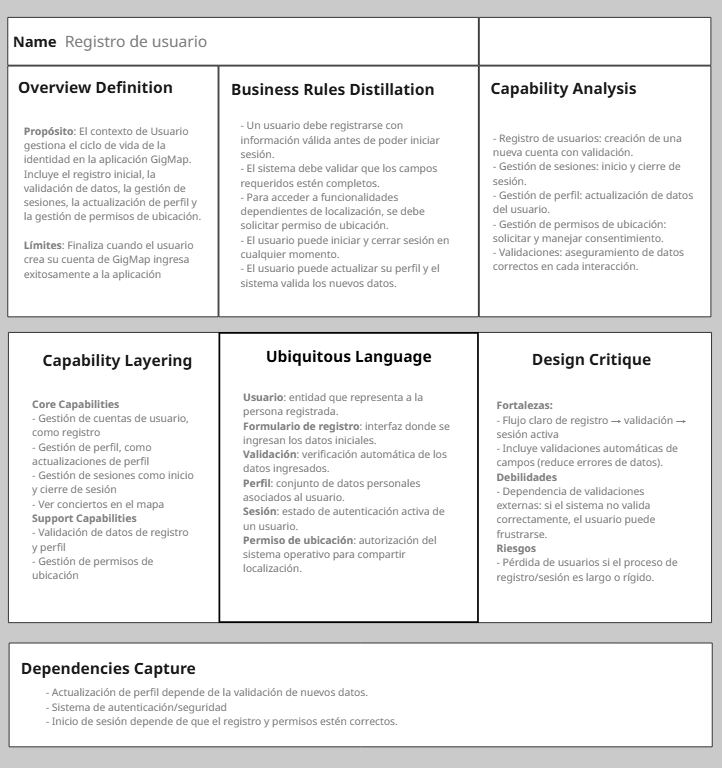 Name Registro de usuario
Overview Definition
Propósito: El contexto de Usuario
gestiona el ciclo de vida de la
identidad en la aplicación GigMap.
Incluye el registro inicial, la
validación de datos, la gestión de
sesiones, la actualización de perfil y
la gestión de permisos de ubicación.
Límites: Finaliza cuando el usuario
crea su cuenta de GigMap ingresa
exitosamente a la aplicación
Business Rules Distillation
- Un usuario debe registrarse con
información válida antes de poder iniciar
sesión.
- El sistema debe validar que los campos
requeridos estén completos.
- Para acceder a funcionalidades
dependientes de localización, se debe
solicitar permiso de ubicación.
- El usuario puede iniciar y cerrar sesión en
cualquier momento.
- El usuario puede actualizar su perfil y el
sistema valida los nuevos datos.
Capability Analysis
- Registro de usuarios: creación de una
nueva cuenta con validación.
- Gestión de sesiones: inicio y cierre de
sesión.
- Gestión de perfil: actualización de datos
del usuario.
- Gestión de permisos de ubicación:
solicitar y manejar consentimiento.
- Validaciones: aseguramiento de datos
correctos en cada interacción.
Capability Layering
Core Capabilities
- Gestión de cuentas de usuario,
como registro
- Gestión de perfil, como
actualizaciones de perfil
- Gestión de sesiones como inicio
y cierre de sesión
- Ver conciertos en el mapa
Support Capabilities
- Validación de datos de registro
y perfil
- Gestión de permisos de
ubicación
Ubiquitous Language
Usuario: entidad que representa a la
persona registrada.
Formulario de registro: interfaz donde se
ingresan los datos iniciales.
Validación: verificación automática de los
datos ingresados.
Perfil: conjunto de datos personales
asociados al usuario.
Sesión: estado de autenticación activa de
un usuario.
Permiso de ubicación: autorización del
sistema operativo para compartir
localización.
Design Critique
Fortalezas:
- Flujo claro de registro → validación →
sesión activa
- Incluye validaciones automáticas de
campos (reduce errores de datos).
Debilidades
- Dependencia de validaciones
externas: si el sistema no valida
correctamente, el usuario puede
frustrarse.
Riesgos
- Pérdida de usuarios si el proceso de
registro/sesión es largo o rígido.
Dependencies Capture
- Actualización de perfil depende de la validación de nuevos datos.
- Sistema de autenticación/seguridad
- Inicio de sesión depende de que el registro y permisos estén correctos.